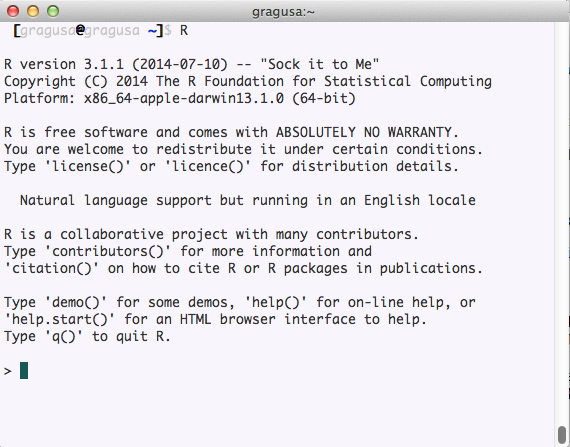 gragusa:~
[gragusa@gragusa ~]$ R
R version 3.1.1 (2014-07-10) -- "Sock it to Me"
Copyright (C) 2014 The R Foundation for Statistical Computing
Platform: x86_64-apple-darwin13.1.0 (64-bit)
R is free software and comes with ABSOLUTELY NO WARRANTY.
You are welcome to redistribute it under certain conditions.
Type 'license()' or 'licence()' for distribution details.
Natural language support but running in an English locale
R is a collaborative project with many contributors.
Type 'contributors()' for more information and
'citation()' on how to cite R or R packages in publications.
Type 'demo()' for some demos, 'help()' for on-line help, or
'help.start()' for an HTML browser interface to help.
Type 'q()' to quit R.
>